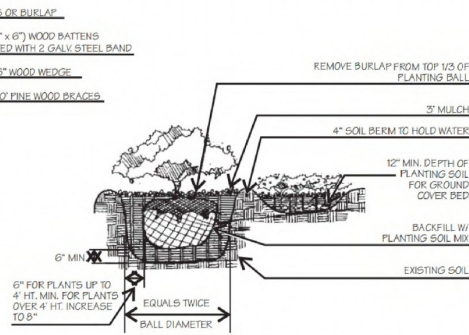 OR BURLAP
x 6") WOOD BATTENS
ED WITH 2 GALV. STEEL BAND
WOOD WEDGE
PINE WOOD BRACES
REMOVE BURLAP FROM TOP 1/3 OF
PLANTING BALL
3" MULCH
4" SOIL BERM TO HOLD WATER
12" MIN. DEPTH OF
PLANTING SOIL
FOR GROUND
COVER BED
BACKFILL W/
PLANTING SOIL MIX
EXISTING SOIL
6" MIN
6" FOR PLANTS UP TO
4' HT. MIN. FOR PLANTS
OVER 4' HT. INCREASE
TO 8"
EQUALS TWICE
BALL DIAMETER